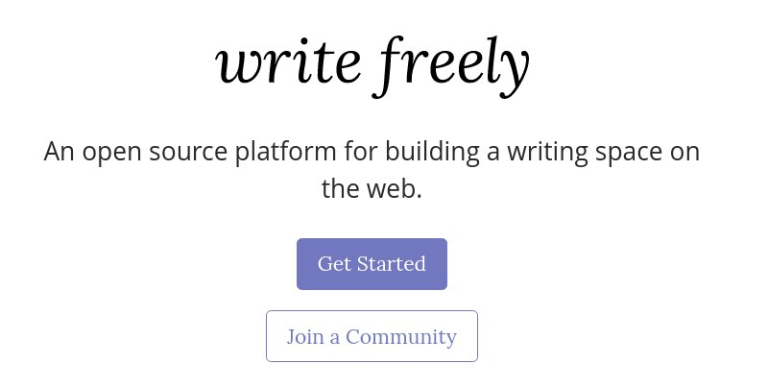 write freely
An open source platform for building a writing space on
the web.
Get Started
Join a Community